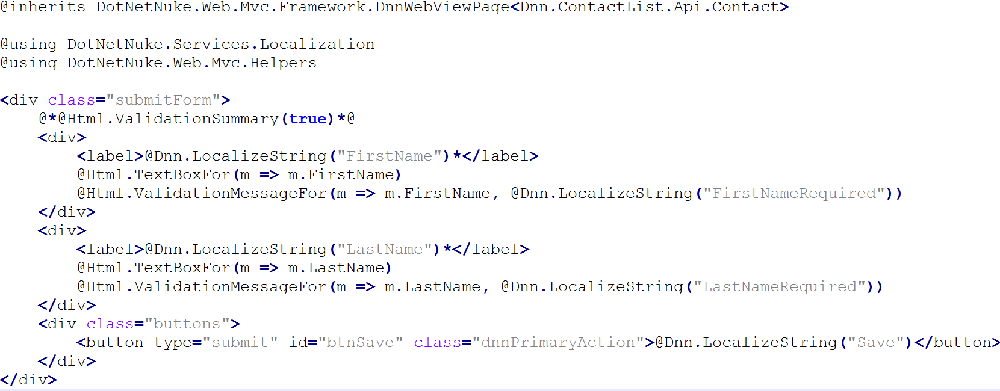 @inherits DotNetNuke.Web.Mvc.Framework.DnnWebViewPage<Dnn.ContactList.Api.Contact>

@using DotNetNuke.Services.Localization
@using DotNetNuke.Web.Mvc.Helpers

<div class="submitForm">
    @*@Html.ValidationSummary(true)*@
    <div>
        <label>@Dnn.LocalizeString("FirstName")*</label>
        @Html.TextBoxFor(m => m.FirstName)
        @Html.ValidationMessageFor(m => m.FirstName, @Dnn.LocalizeString("FirstNameRequired"))
    </div>
    <div>
        <label>@Dnn.LocalizeString("LastName")*</label>
        @Html.TextBoxFor(m => m.LastName)
        @Html.ValidationMessageFor(m => m.LastName, @Dnn.LocalizeString("LastNameRequired"))
    </div>
    <div class="buttons">
        <button type="submit" id="btnSave" class="dnnPrimaryAction">@Dnn.LocalizeString("Save")</button>
    </div>
</div>